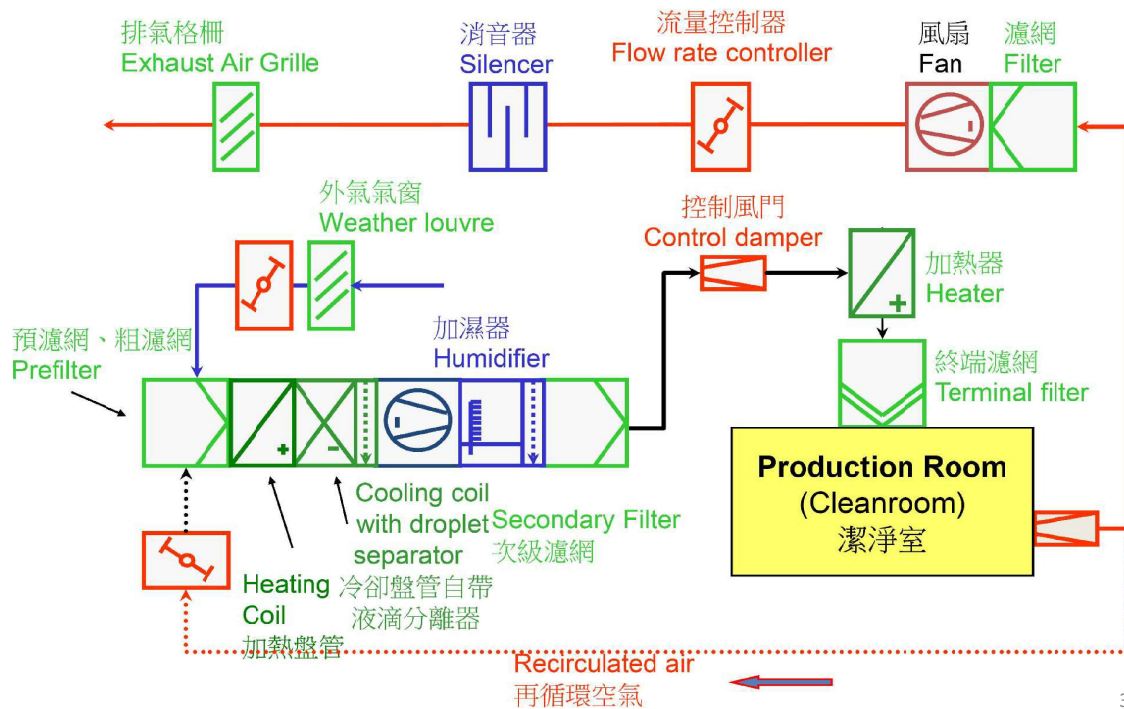 排氣格柵
Exhaust Air Grille
消音器
Silencer
流量控制器
Flow rate controller
風扇
Fan
濾網
Filter
外氣氣窗
Weather louvre
控制風門
Control damper
加熱器
Heater
預濾網、粗濾網
Prefilter
加濕器
Humidifier
終端濾網
Terminal filter
Production Room
(Cleanroom)
潔淨室
Cooling coil
with droplet
separator
冷卻盤管自帶
液滴分離器
Secondary Filter
次級濾網
Heating
Coil
加熱盤管
Recirculated air
再循環空氣
3